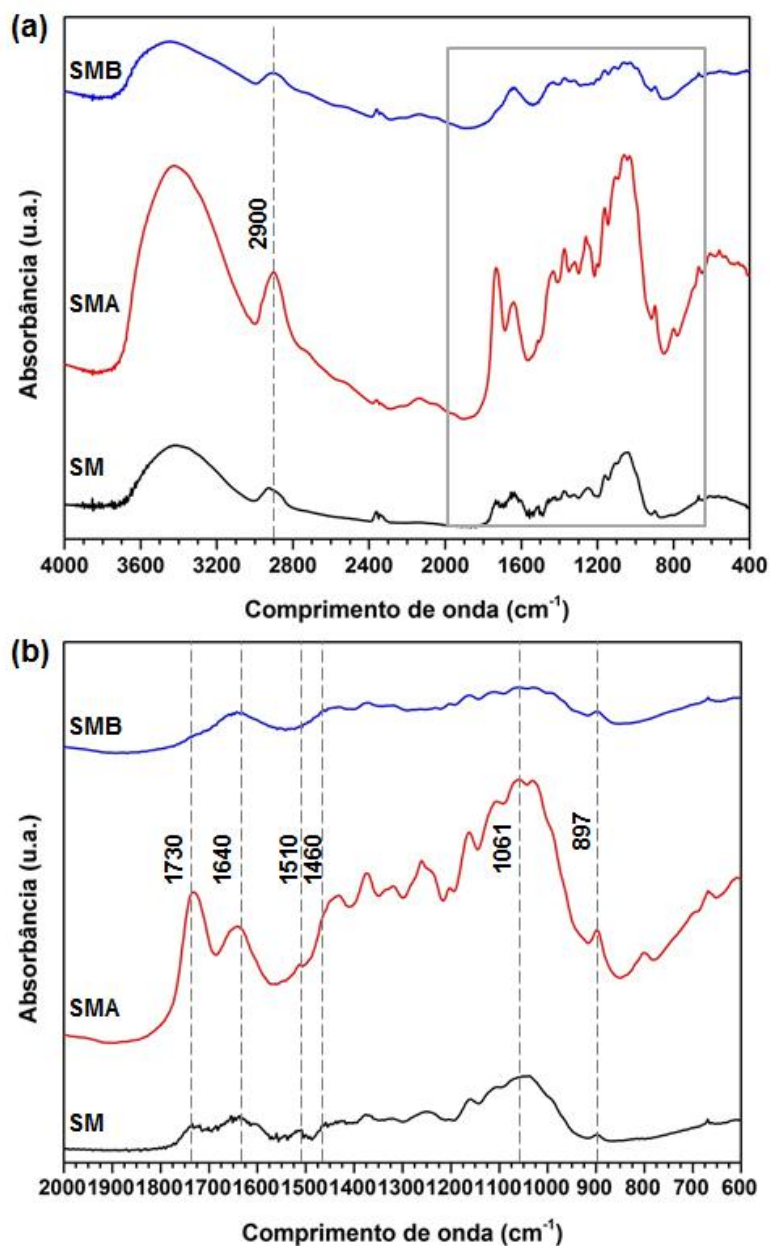 (a)
SMB
2900
SMA
SM
Absorbância (u.a.)
4000 3600 3200 2800 2400 2000 1600 1200 800 400
Comprimento de onda (cm⁻¹)
(b)
SMB
1730
1640
1510
1460
1061
897
SMA
SM
Absorbância (u.a.)
2000 1900 1800 1700 1600 1500 1400 1300 1200 1100 1000 900 800 700 600
Comprimento de onda (cm⁻¹)